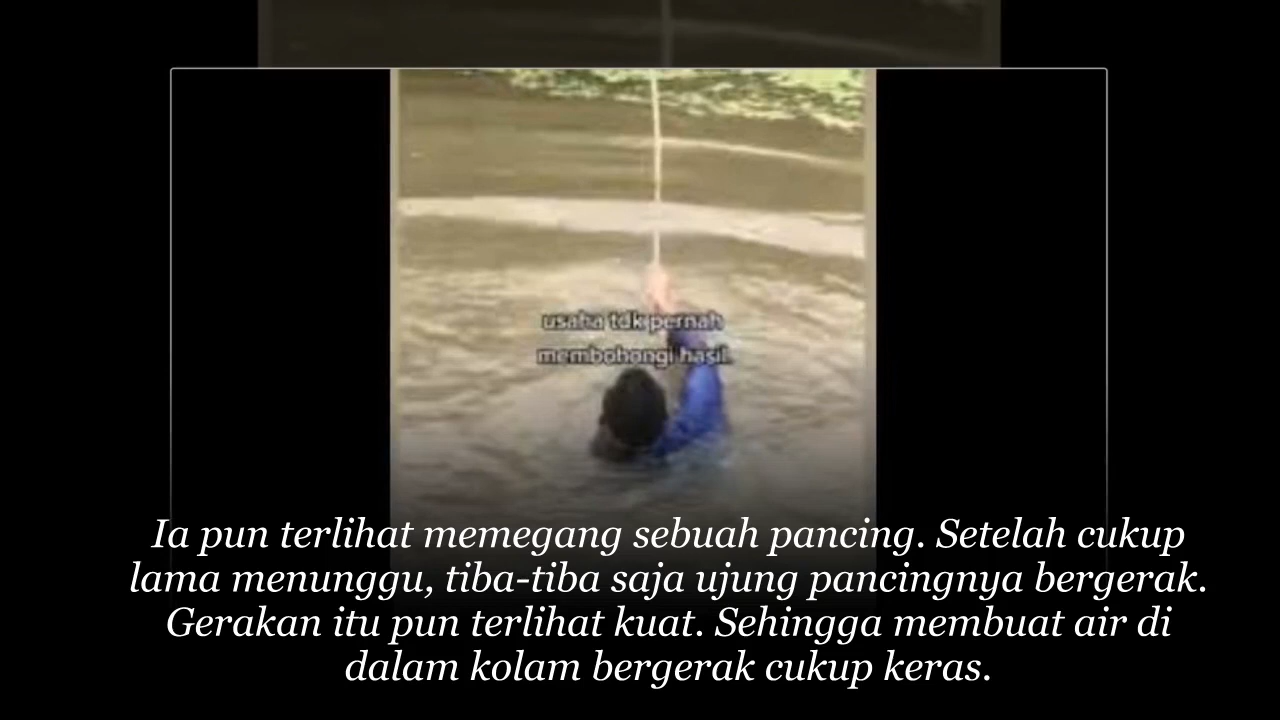 usaha tdk pernah
membohongi hasil.
Ia pun terlihat memegang sebuah pancing. Setelah cukup
lama menunggu, tiba-tiba saja ujung pancingnya bergerak.
Gerakan itu pun terlihat kuat. Sehingga membuat air di
dalam kolam bergerak cukup keras.